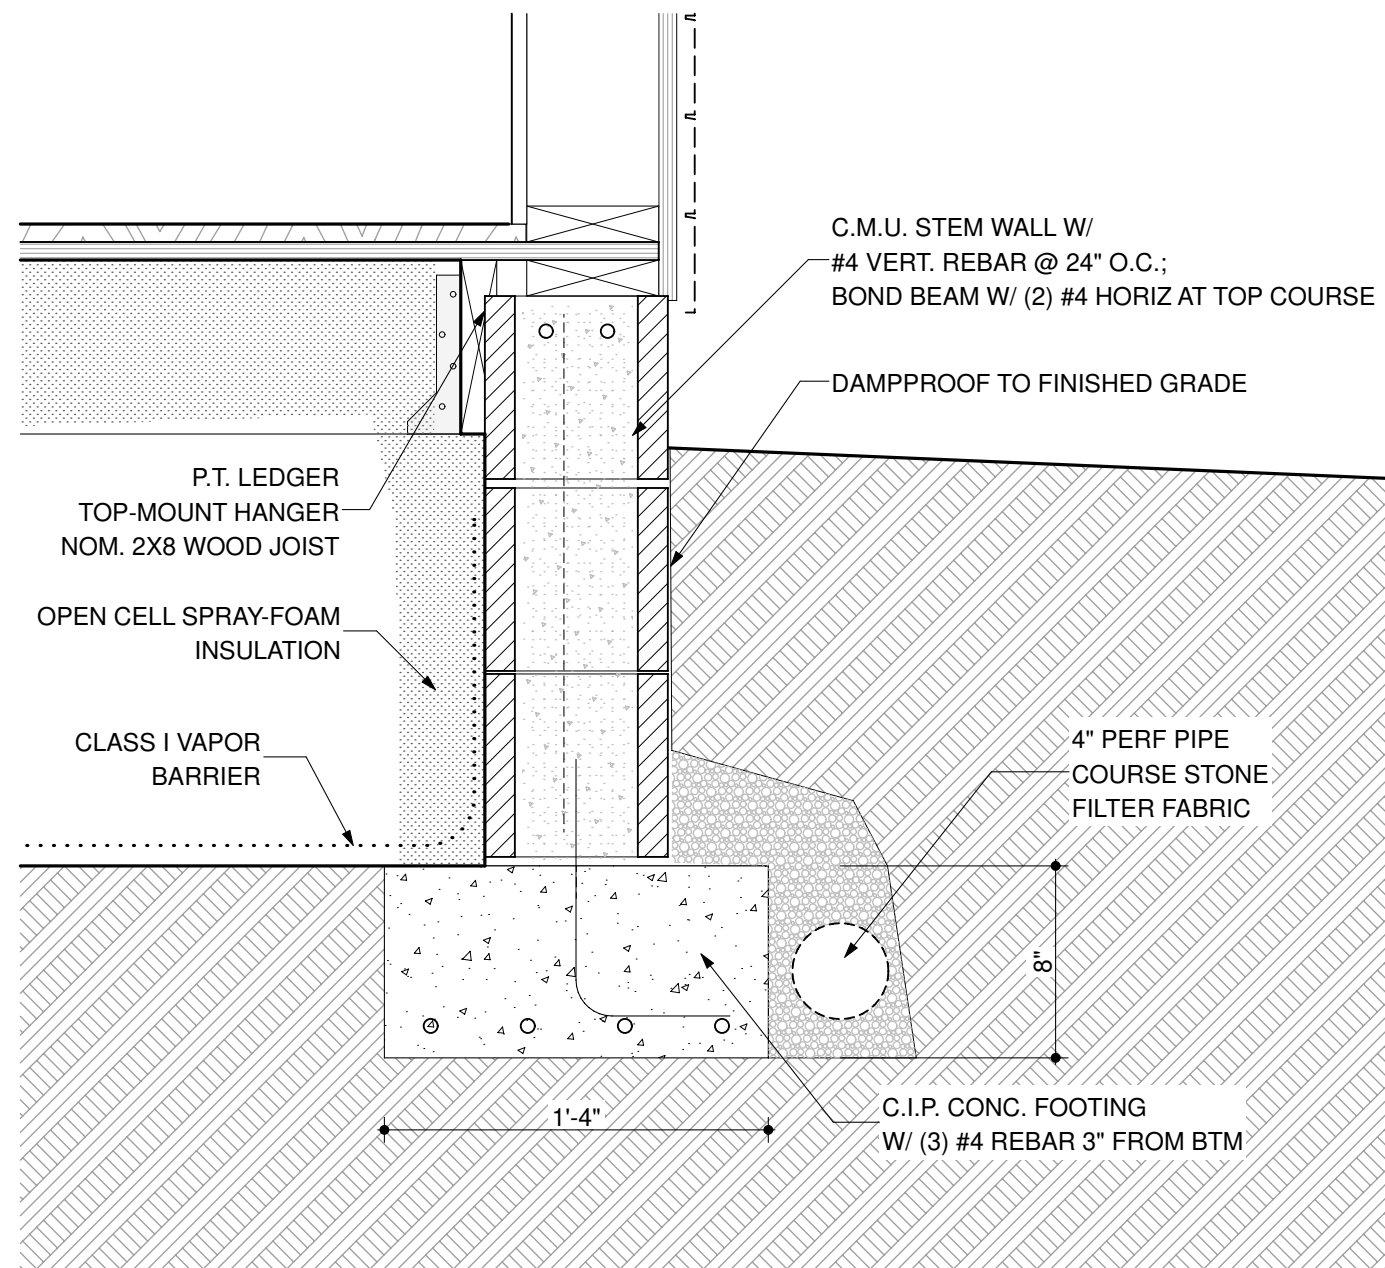 C.M.U. STEM WALL W/
#4 VERT. REBAR @ 24" O.C.;
BOND BEAM W/ (2) #4 HORIZ AT TOP COURSE
DAMPPROOF TO FINISHED GRADE
P.T. LEDGER
TOP-MOUNT HANGER
NOM. 2X8 WOOD JOIST
OPEN CELL SPRAY-FOAM
INSULATION
CLASS I VAPOR
BARRIER
4" PERF PIPE
COURSE STONE
FILTER FABRIC
8"
1'-4"
C.I.P. CONC. FOOTING
W/ (3) #4 REBAR 3" FROM BTM